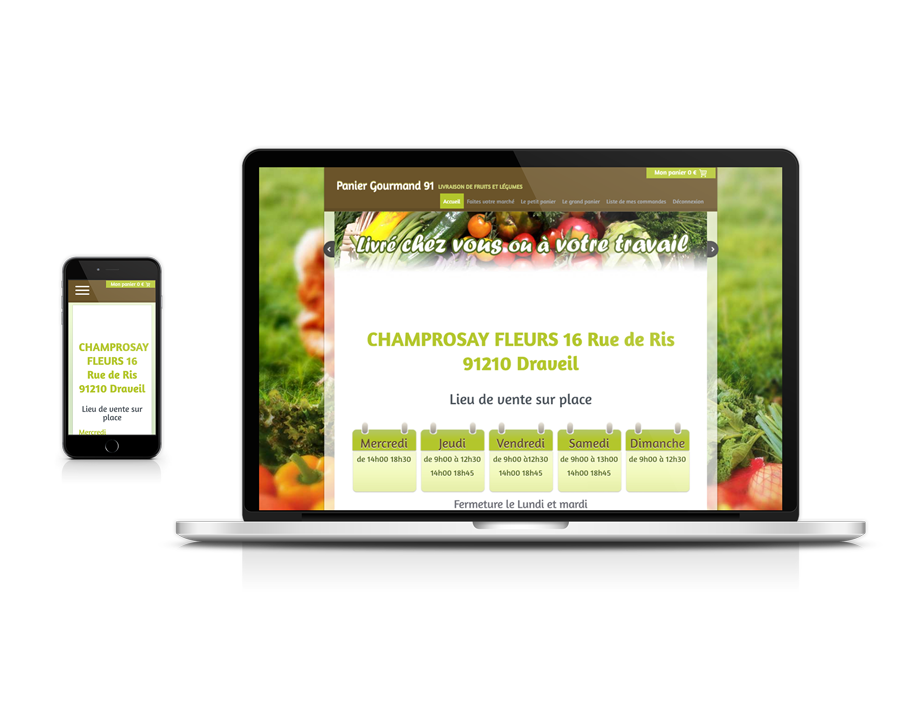 Mon panier 0 €
Panier Gourmand 91 LIVRAISON DE FRUITS ET LÉGUMES
Accueil Faites votre marché Le petit panier Le grand panier Liste de mes commandes Déconnexion
Livré chez vous ou à votre travail
CHAMPROSAY FLEURS 16 Rue de Ris
91210 Draveil
Lieu de vente sur place
Mercredi Jeudi Vendredi Samedi Dimanche
de 14h00 18h30 de 9h00 à 12h30 de 9h00 à12h30 de 9h00 à 13h00 de 9h00 à 12h30
14h00 18h45 14h00 18h45 14h00 18h45
Fermeture le Lundi et mardi
Mon panier 0 €
CHAMPROSAY
FLEURS 16
Rue de Ris
91210 Draveil
Lieu de vente sur
place
Mercredi